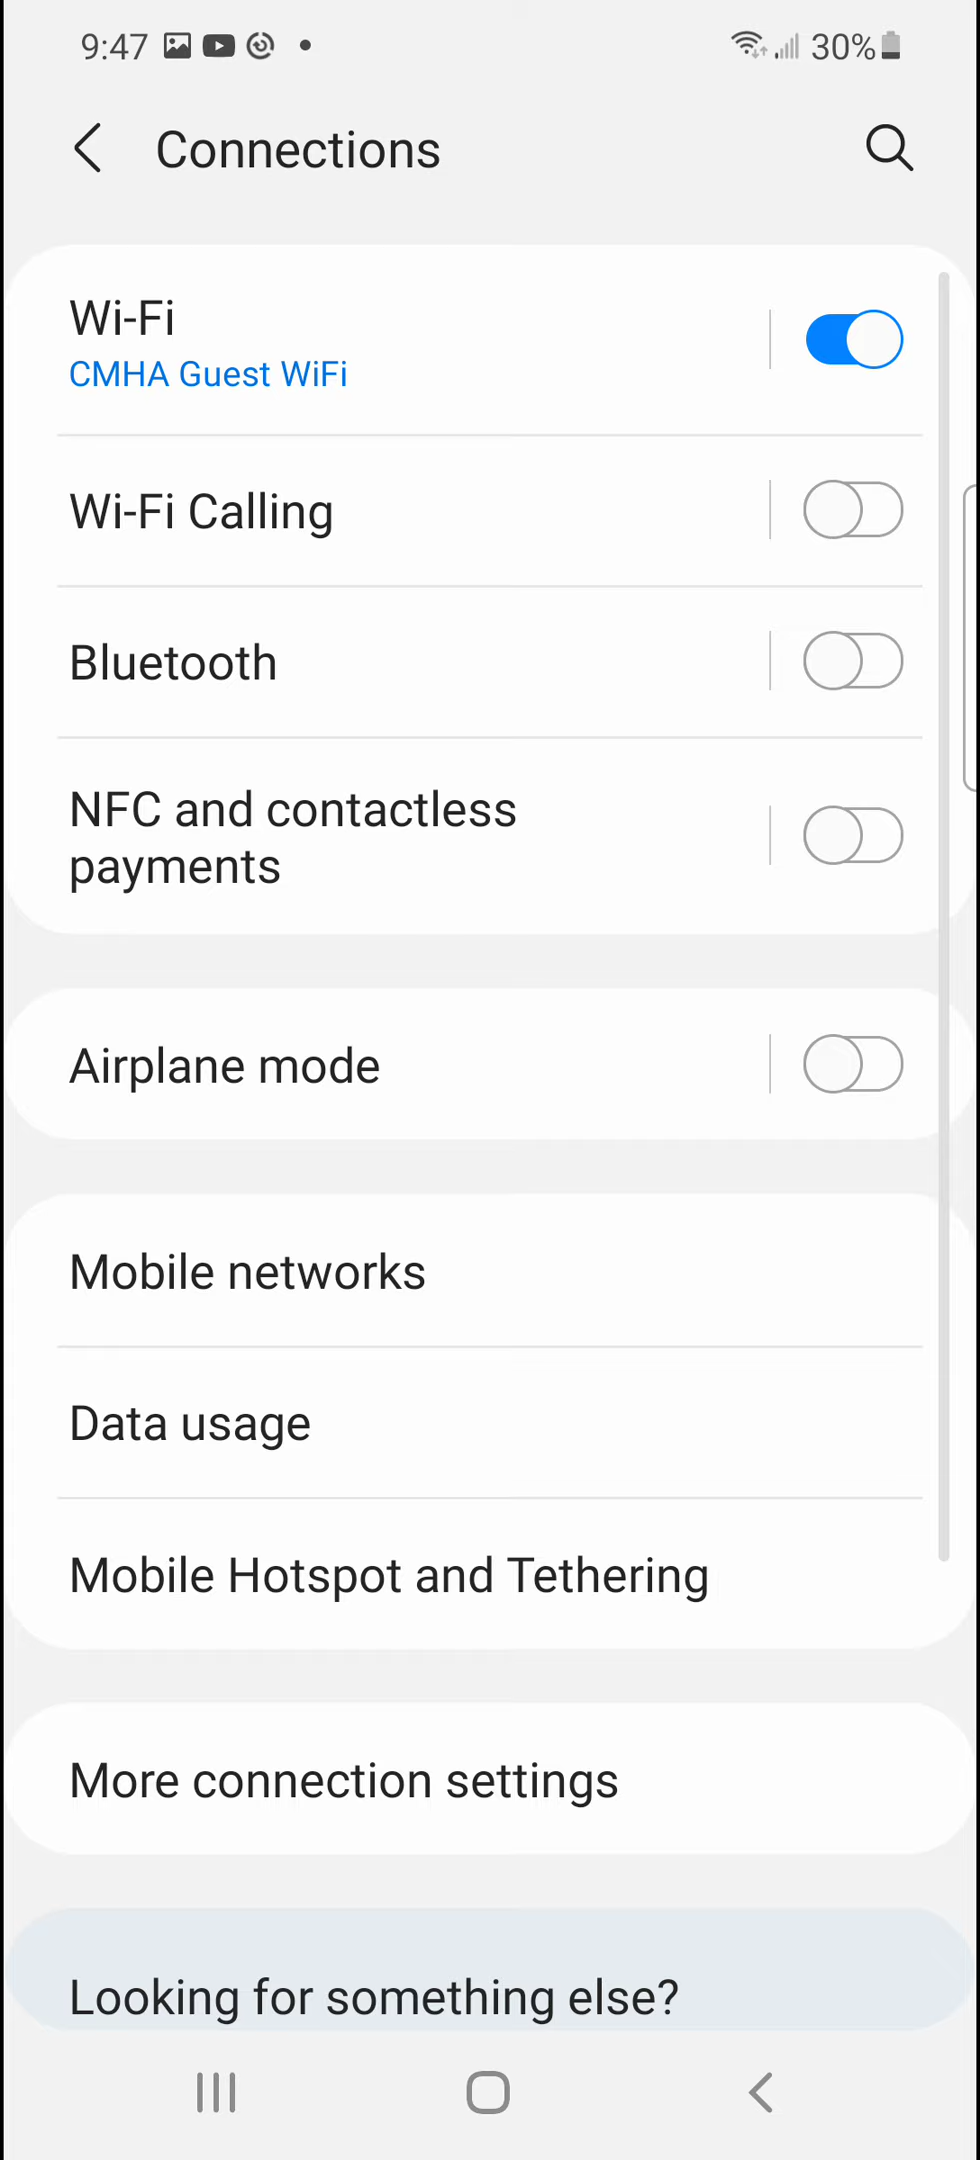 9:47 30%
Connections
Wi-Fi
CMHA Guest WiFi
Wi-Fi Calling
Bluetooth
NFC and contactless
payments
Airplane mode
Mobile networks
Data usage
Mobile Hotspot and Tethering
More connection settings
Looking for something else?